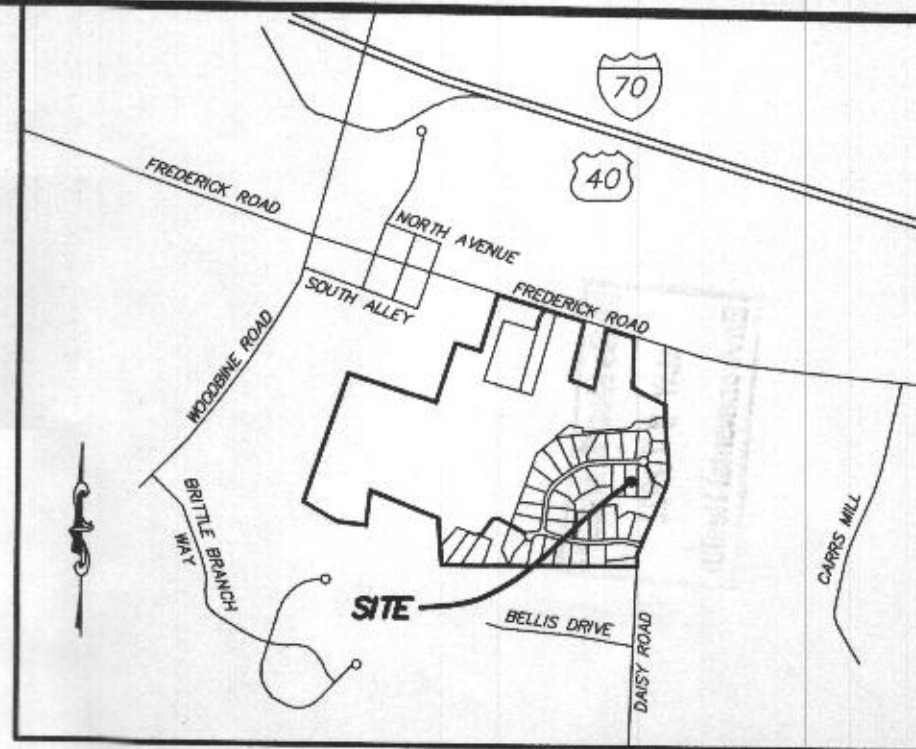 70
40
FREDERICK ROAD
NORTH AVENUE
SOUTH ALLEY
FREDERICK ROAD
WOODBINE ROAD
BRITTLE BRANCH
WAY
CARRS MILL
SITE
BELLIS DRIVE
DAISY ROAD